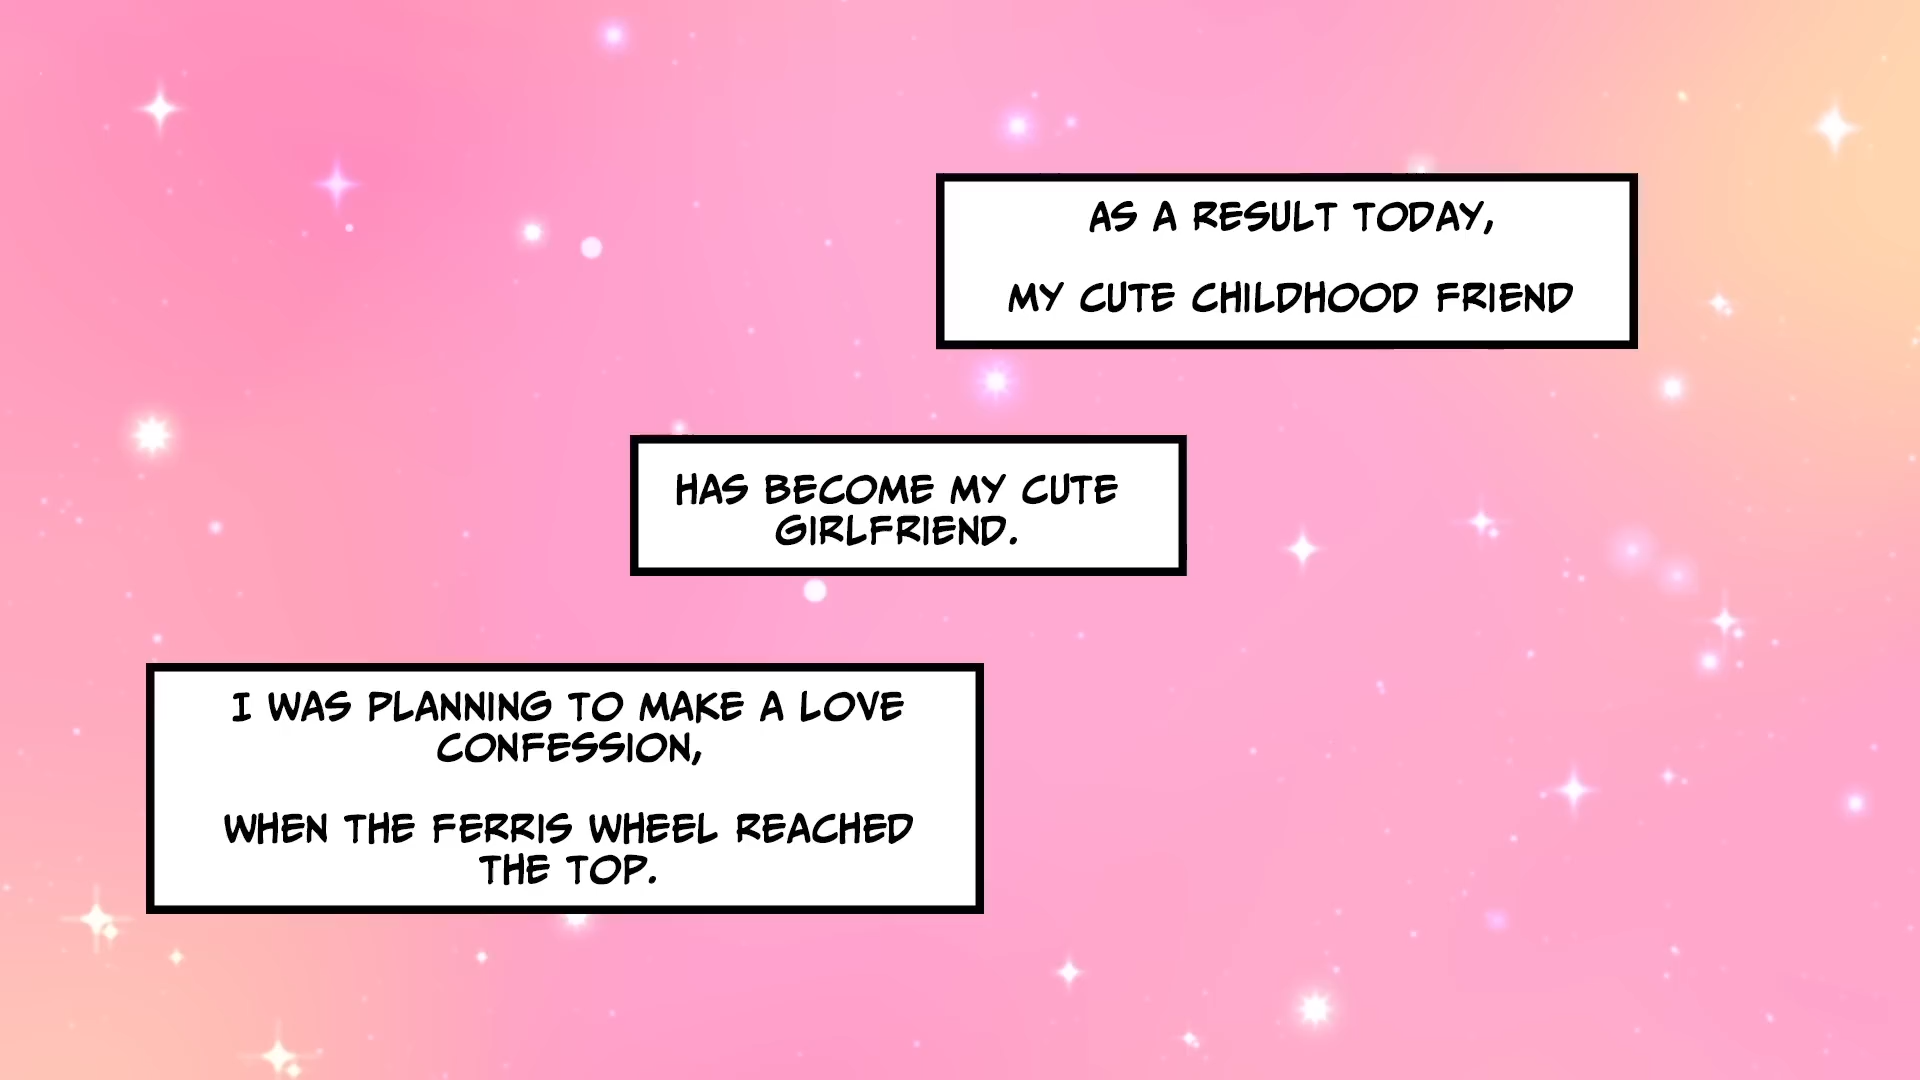 AS A RESULT TODAY,
MY CUTE CHILDHOOD FRIEND
HAS BECOME MY CUTE
GIRLFRIEND.
I WAS PLANNING TO MAKE A LOVE
CONFESSION,
WHEN THE FERRIS WHEEL REACHED
THE TOP.